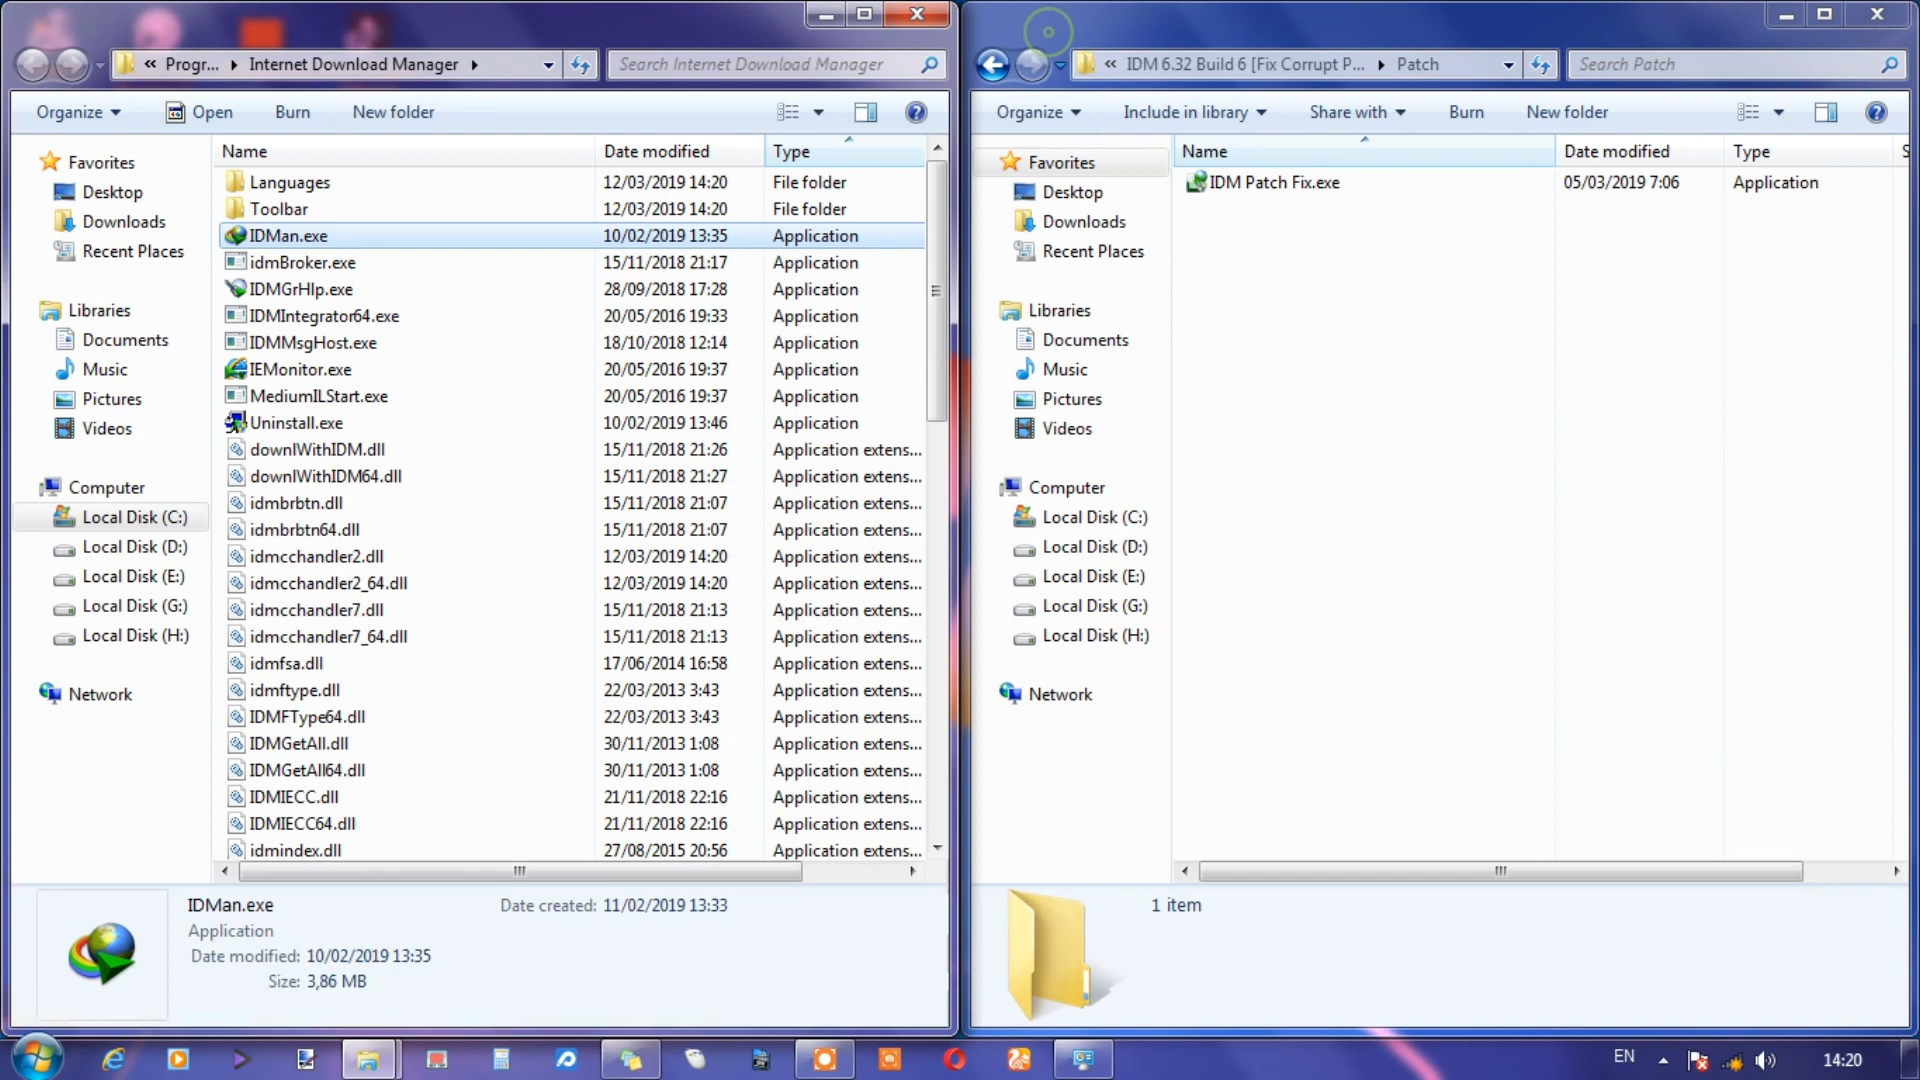 « Progr... Internet Download Manager
Search Internet Download Manager
Organize Open Burn New folder
Favorites
Desktop
Downloads
Recent Places
Libraries
Documents
Music
Pictures
Videos
Computer
Local Disk (C:)
Local Disk (D:)
Local Disk (E:)
Local Disk (G:)
Local Disk (H:)
Network
Name Date modified Type
Languages 12/03/2019 14:20 File folder
Toolbar 12/03/2019 14:20 File folder
IDMan.exe 10/02/2019 13:35 Application
idmBroker.exe 15/11/2018 21:17 Application
IDMGrHlp.exe 28/09/2018 17:28 Application
IDMIntegrator64.exe 20/05/2016 19:33 Application
IDMMsgHost.exe 18/10/2018 12:14 Application
IEMonitor.exe 20/05/2016 19:37 Application
MediumILStart.exe 20/05/2016 19:37 Application
Uninstall.exe 10/02/2019 13:46 Application
downlWithIDM.dll 15/11/2018 21:26 Application extens...
downlWithIDM64.dll 15/11/2018 21:27 Application extens...
idmbrbtn.dll 15/11/2018 21:07 Application extens...
idmbrbtn64.dll 15/11/2018 21:07 Application extens...
idmcchandler2.dll 12/03/2019 14:20 Application extens...
idmcchandler2_64.dll 12/03/2019 14:20 Application extens...
idmcchandler7.dll 15/11/2018 21:13 Application extens...
idmcchandler7_64.dll 15/11/2018 21:13 Application extens...
idmfsa.dll 17/06/2014 16:58 Application extens...
idmftype.dll 22/03/2013 3:43 Application extens...
IDMFType64.dll 22/03/2013 3:43 Application extens...
IDMGetAll.dll 30/11/2013 1:08 Application extens...
IDMGetAll64.dll 30/11/2013 1:08 Application extens...
IDMIECC.dll 21/11/2018 22:16 Application extens...
IDMIECC64.dll 21/11/2018 22:16 Application extens...
idmindex.dll 27/08/2015 20:56 Application extens...
IDMan.exe Date created: 11/02/2019 13:33
Application
Date modified: 10/02/2019 13:35
Size: 3,86 MB
« IDM 6.32 Build 6 [Fix Corrupt P... Patch
Search Patch
Organize Include in library Share with Burn New folder
Favorites
Desktop
Downloads
Recent Places
Libraries
Documents
Music
Pictures
Videos
Computer
Local Disk (C:)
Local Disk (D:)
Local Disk (E:)
Local Disk (G:)
Local Disk (H:)
Network
Name Date modified Type S
IDM Patch Fix.exe 05/03/2019 7:06 Application
1 item
EN 14:20